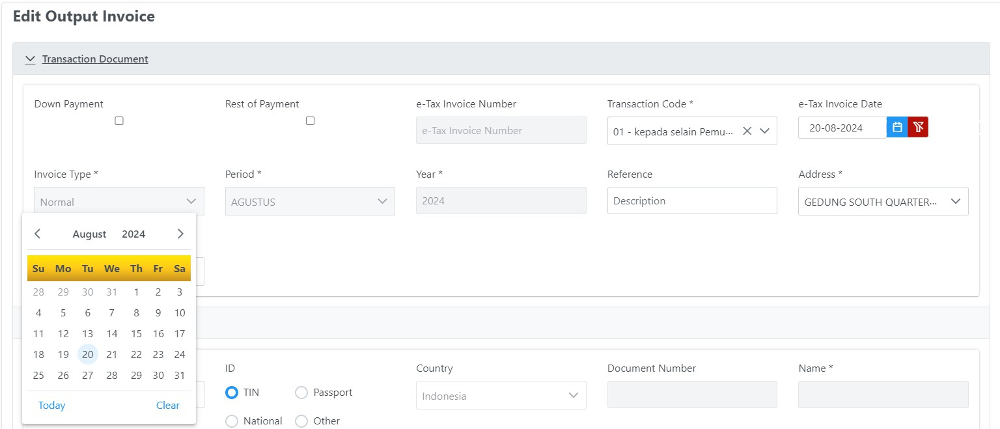 Edit Output Invoice
Transaction Document
Down Payment Rest of Payment e-Tax Invoice Number Transaction Code * e-Tax Invoice Date
e-Tax Invoice Number 01 - kepada selain Pemu... 20-08-2024
Invoice Type * Period * Year * Reference Address *
Normal AGUSTUS 2024 Description GEDUNG SOUTH QUARTER...
August 2024
Su Mo Tu We Th Fr Sa
28 29 30 31 1 2 3
4 5 6 7 8 9 10
11 12 13 14 15 16 17
18 19 20 21 22 23 24
25 26 27 28 29 30 31
Today Clear
ID Country Document Number Name *
TIN Passport Indonesia
National Other